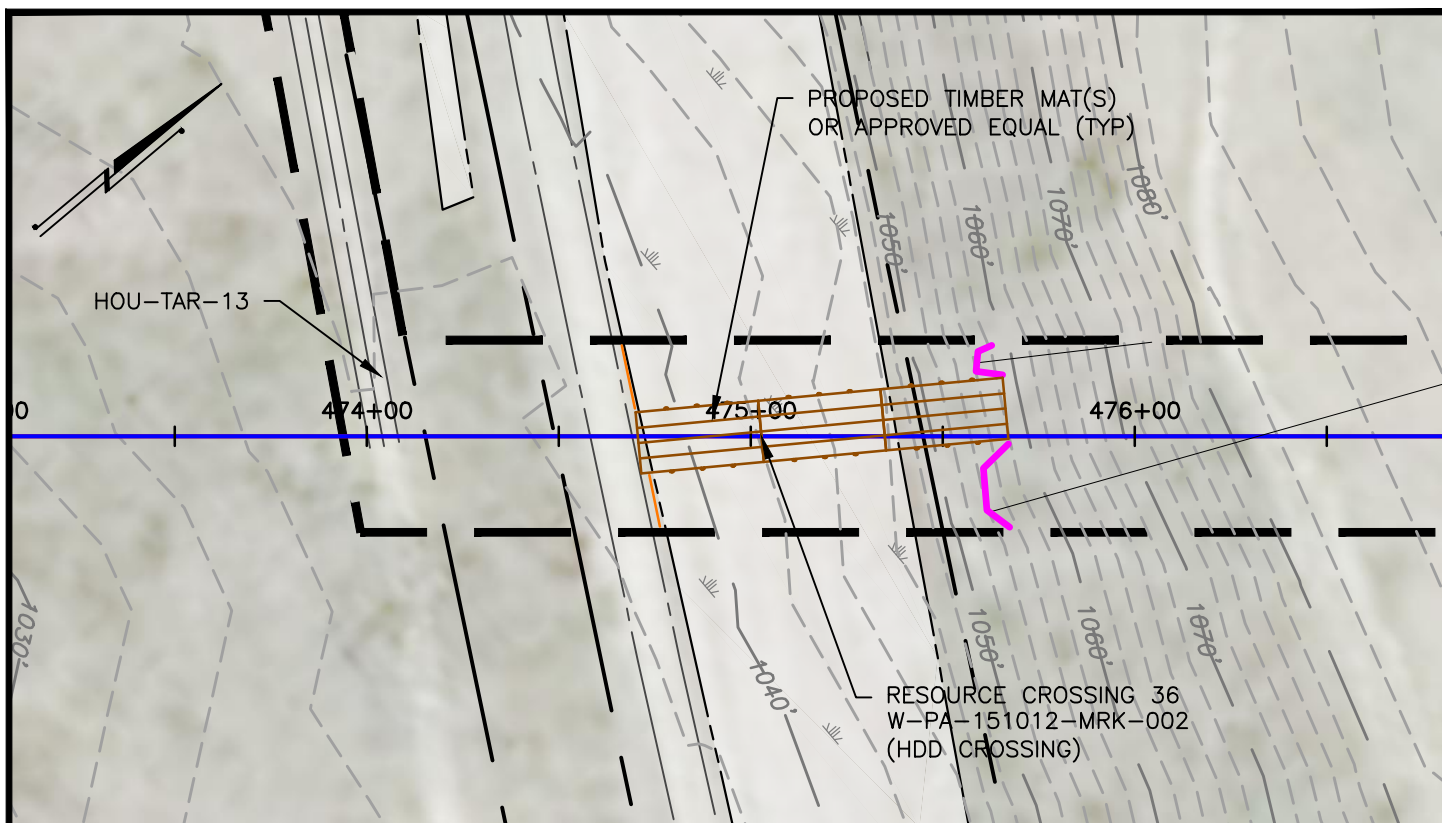 PROPOSED TIMBER MAT(S)
OR APPROVED EQUAL (TYP)
1080'
1070'
1060'
1050'
HOU-TAR-13
00
474+00
475+00
476+00
1030'
1050'
1060'
1070'
1040'
RESOURCE CROSSING 36
W-PA-151012-MRK-002
(HDD CROSSING)